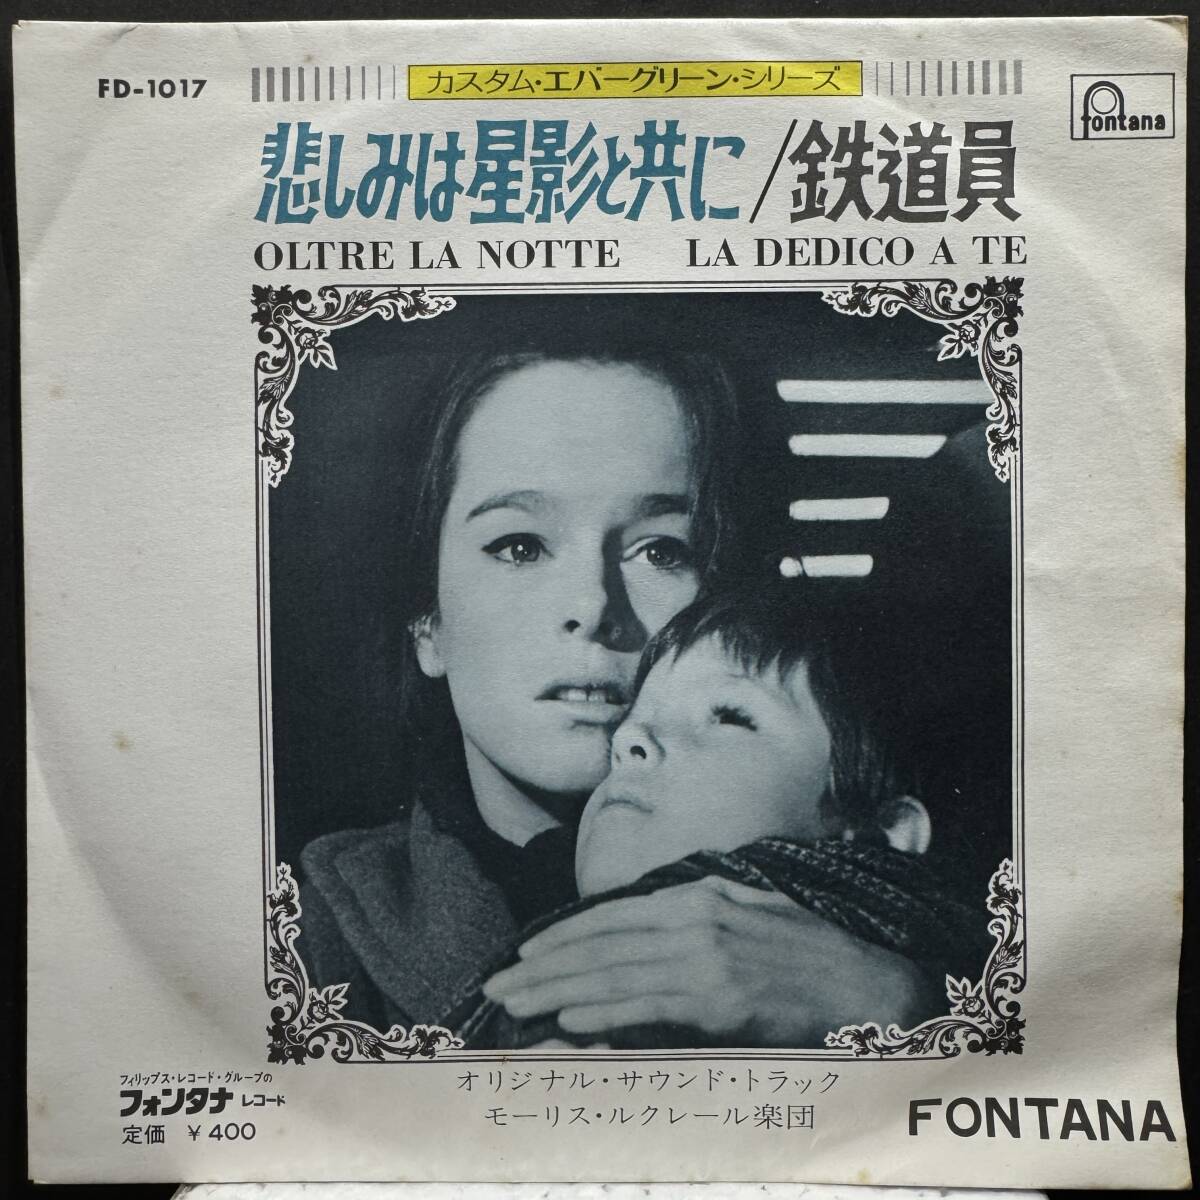 FD-1017
カスタム・エバーグリーン・シリーズ
fontana
悲しみは星影と共に/鉄道員
OLTRE LA NOTTE LA DEDICO A TE
オリジナル・サウンド・トラック
モーリス・ルクレール楽団
フィリップス・レコード・グループの
フォンタナ レコード
定価 ￥400
FONTANA